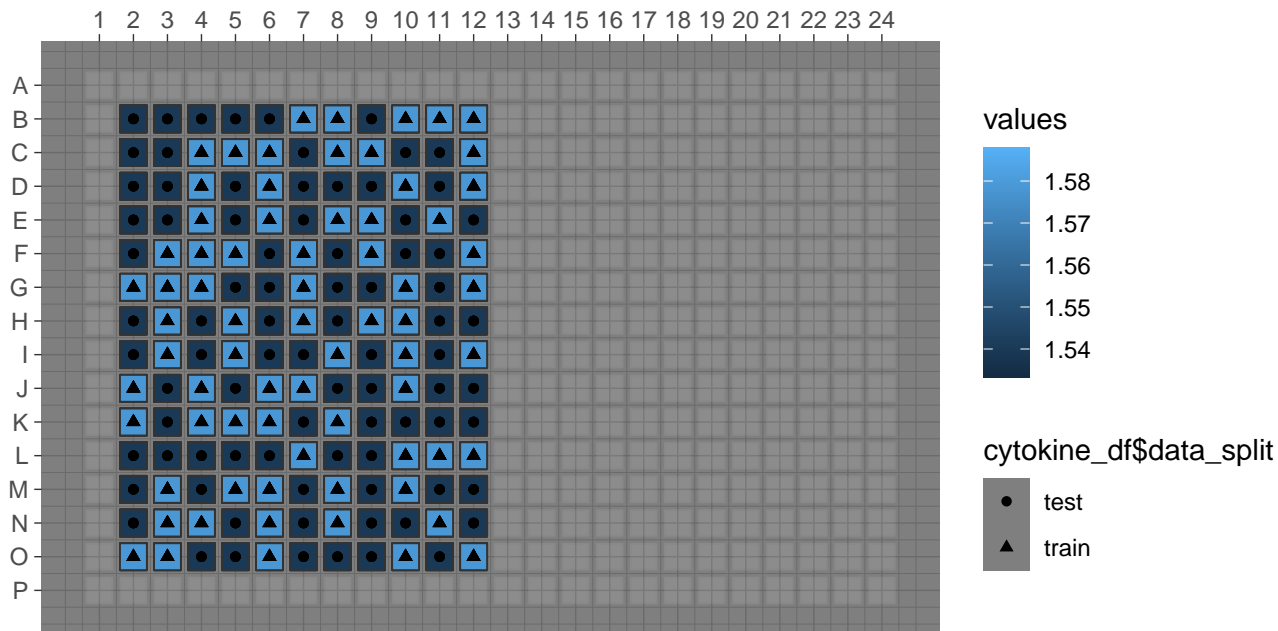 1 2 3 4 5 6 7 8 9 10 11 12 13 14 15 16 17 18 19 20 21 22 23 24
A
B
C
D
E
F
G
H
I
J
K
L
M
N
O
P
values
1.58
1.57
1.56
1.55
1.54
cytokine_df$data_split
test
train